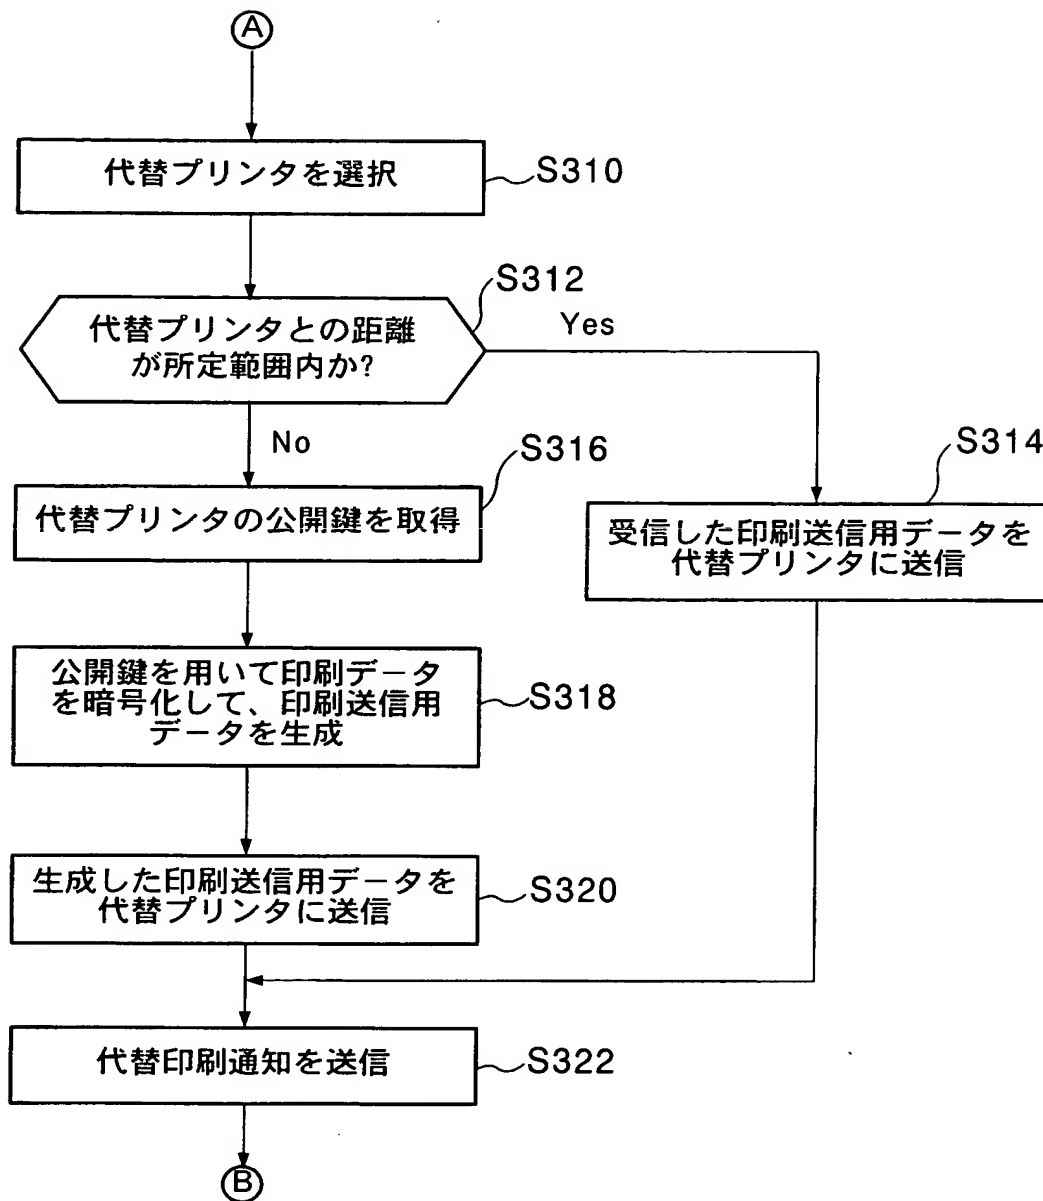 A
代替プリンタを選択
S310
S312
代替プリンタとの距離
が所定範囲内か?
Yes
No
S316
代替プリンタの公開鍵を取得
S314
受信した印刷送信用データを
代替プリンタに送信
公開鍵を用いて印刷データ
を暗号化して、印刷送信用
データを生成
S318
生成した印刷送信用データを
代替プリンタに送信
S320
代替印刷通知を送信
S322
B